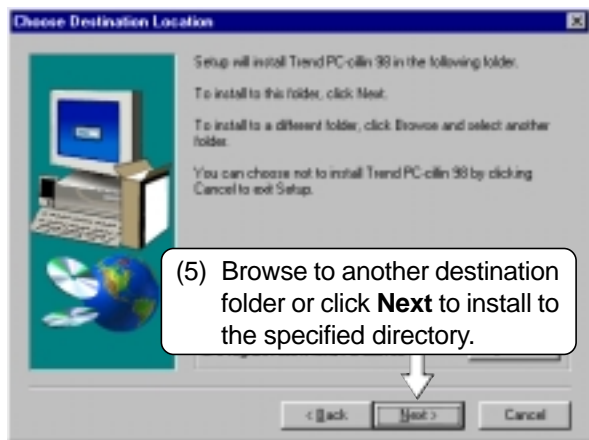 Choose Destination Location
Setup will install Trend PC-cillin 98 in the following folder.
To install to this folder, click Next.
To install to a different folder, click Browse and select another
folder.
You can choose not to install Trend PC-cillin 98 by clicking
Cancel to exit Setup.
(5) Browse to another destination
folder or click Next to install to
the specified directory.
< Back
Next >
Cancel